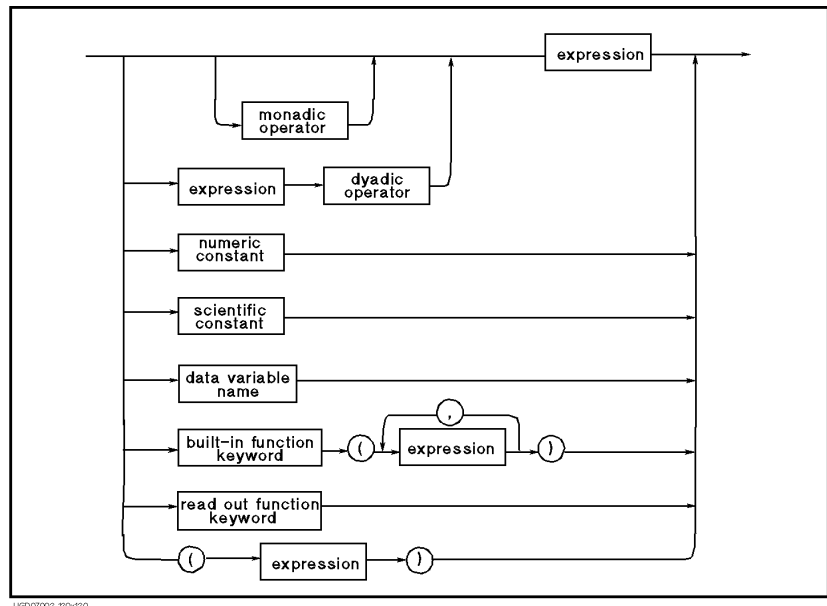 expression
monadic
operator
expression
dyadic
operator
numeric
constant
scientific
constant
data variable
name
,
built-in function
keyword
(
expression
)
read out function
keyword
(
expression
)